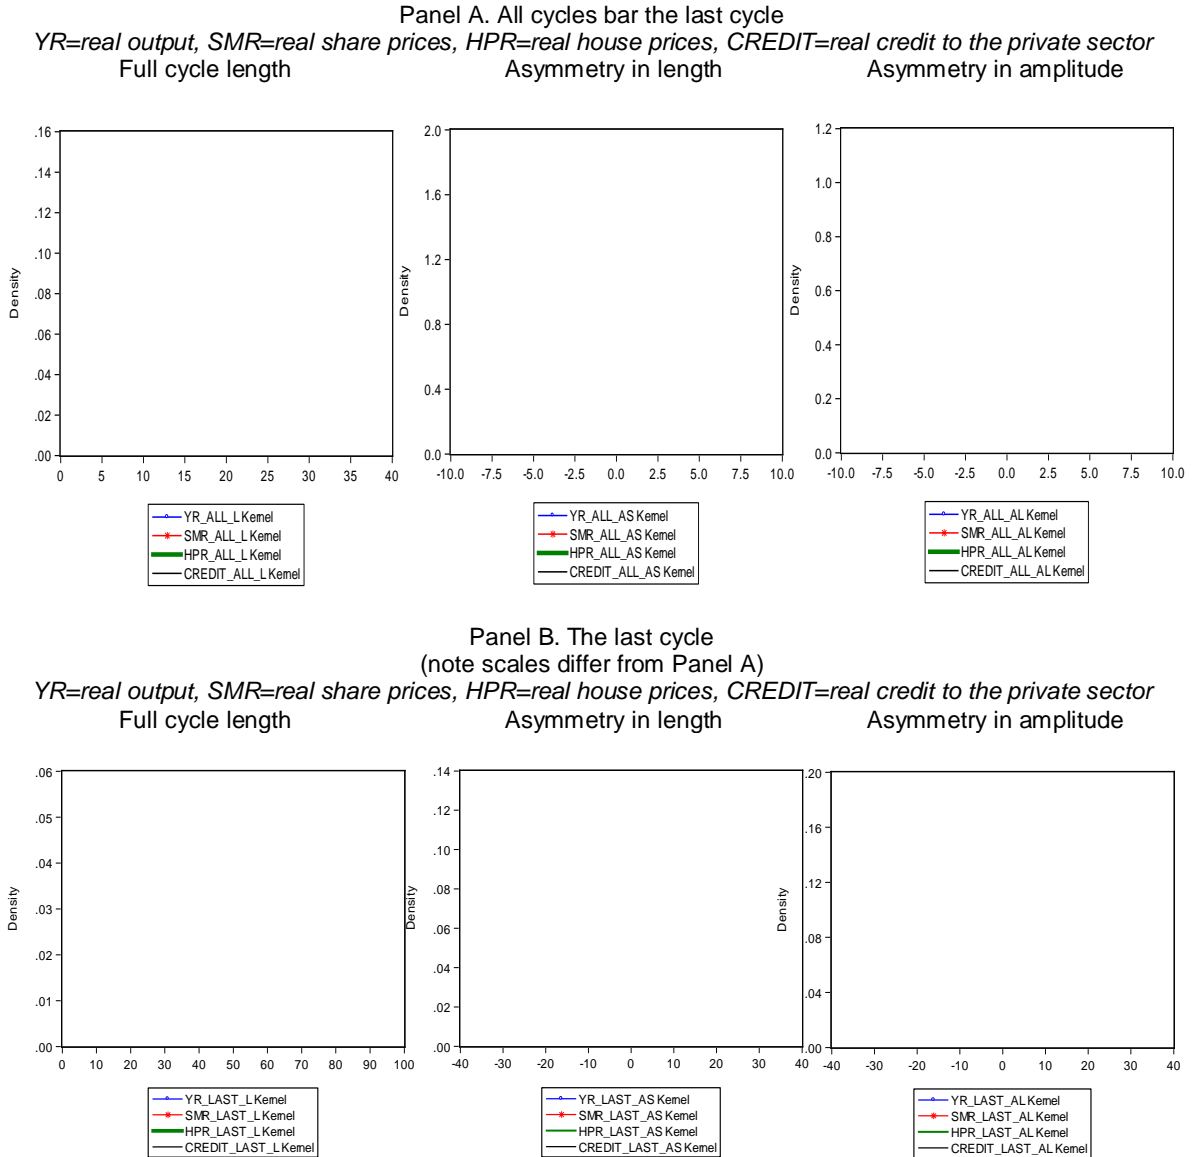 Panel A. All cycles bar the last cycle
YR=real output, SMR=real share prices, HPR=real house prices, CREDIT=real credit to the private sector
Full cycle length
Asymmetry in length
Asymmetry in amplitude
.16
.14
.12
.10
.08
.06
.04
.02
.00
Density
0 5 10 15 20 25 30 35 40
YR_ALL_L Kernel
SMR_ALL_L Kernel
HPR_ALL_L Kernel
CREDIT_ALL_L Kernel
2.0
1.6
1.2
0.8
0.4
0.0
Density
-10.0 -7.5 -5.0 -2.5 0.0 2.5 5.0 7.5 10.0
YR_ALL_AS Kernel
SMR_ALL_AS Kernel
HPR_ALL_AS Kernel
CREDIT_ALL_AS Kernel
1.2
1.0
0.8
0.6
0.4
0.2
0.0
Density
-10.0 -7.5 -5.0 -2.5 0.0 2.5 5.0 7.5 10.0
YR_ALL_AL Kernel
SMR_ALL_AL Kernel
HPR_ALL_AL Kernel
CREDIT_ALL_AL Kernel
Panel B. The last cycle
(note scales differ from Panel A)
YR=real output, SMR=real share prices, HPR=real house prices, CREDIT=real credit to the private sector
Full cycle length
Asymmetry in length
Asymmetry in amplitude
.06
.05
.04
.03
.02
.01
.00
Density
0 10 20 30 40 50 60 70 80 90 100
YR_LAST_L Kernel
SMR_LAST_L Kernel
HPR_LAST_L Kernel
CREDIT_LAST_L Kernel
.14
.12
.10
.08
.06
.04
.02
.00
Density
-40 -30 -20 -10 0 10 20 30 40
YR_LAST_AS Kernel
SMR_LAST_AS Kernel
HPR_LAST_AS Kernel
CREDIT_LAST_AS Kernel
.20
.16
.12
.08
.04
.00
Density
-40 -30 -20 -10 0 10 20 30 40
YR_LAST_AL Kernel
SMR_LAST_AL Kernel
HPR_LAST_AL Kernel
CREDIT_LAST_AL Kernel